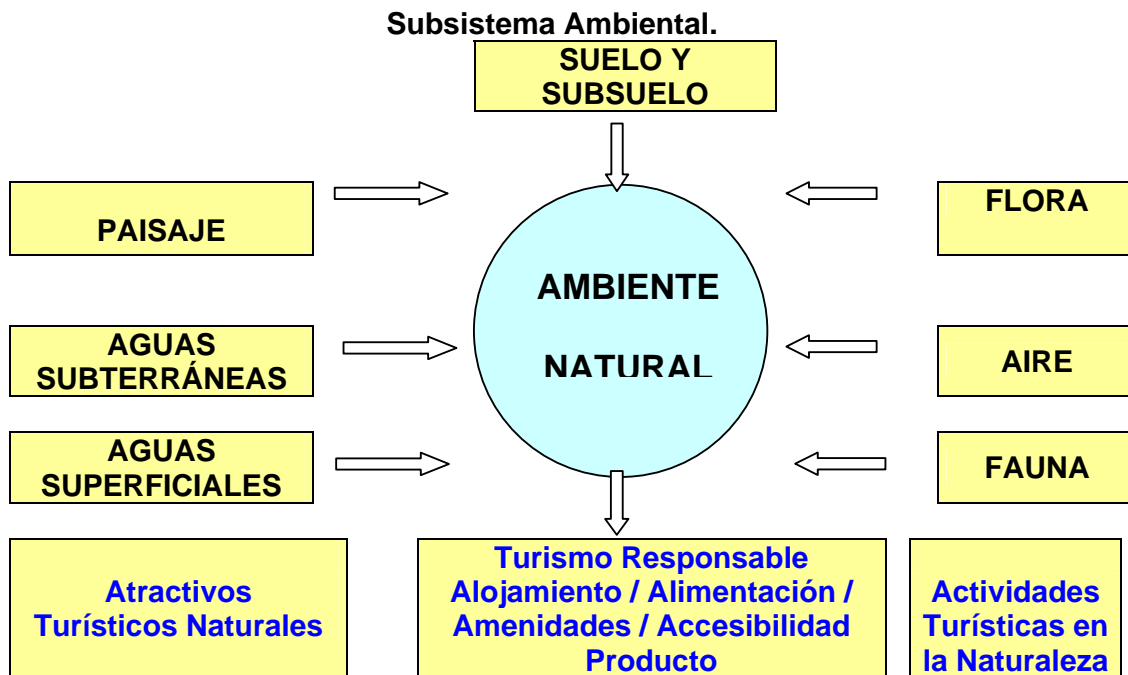 Subsistema Ambiental.
SUELO Y
SUBSUELO
PAISAJE
FLORA
AMBIENTE
NATURAL
AGUAS
SUBTERRÁNEAS
AIRE
AGUAS
SUPERFICIALES
FAUNA
Atractivos
Turísticos Naturales
Turismo Responsable
Alojamiento / Alimentación /
Amenidades / Accesibilidad
Producto
Actividades
Turísticas en
la Naturaleza